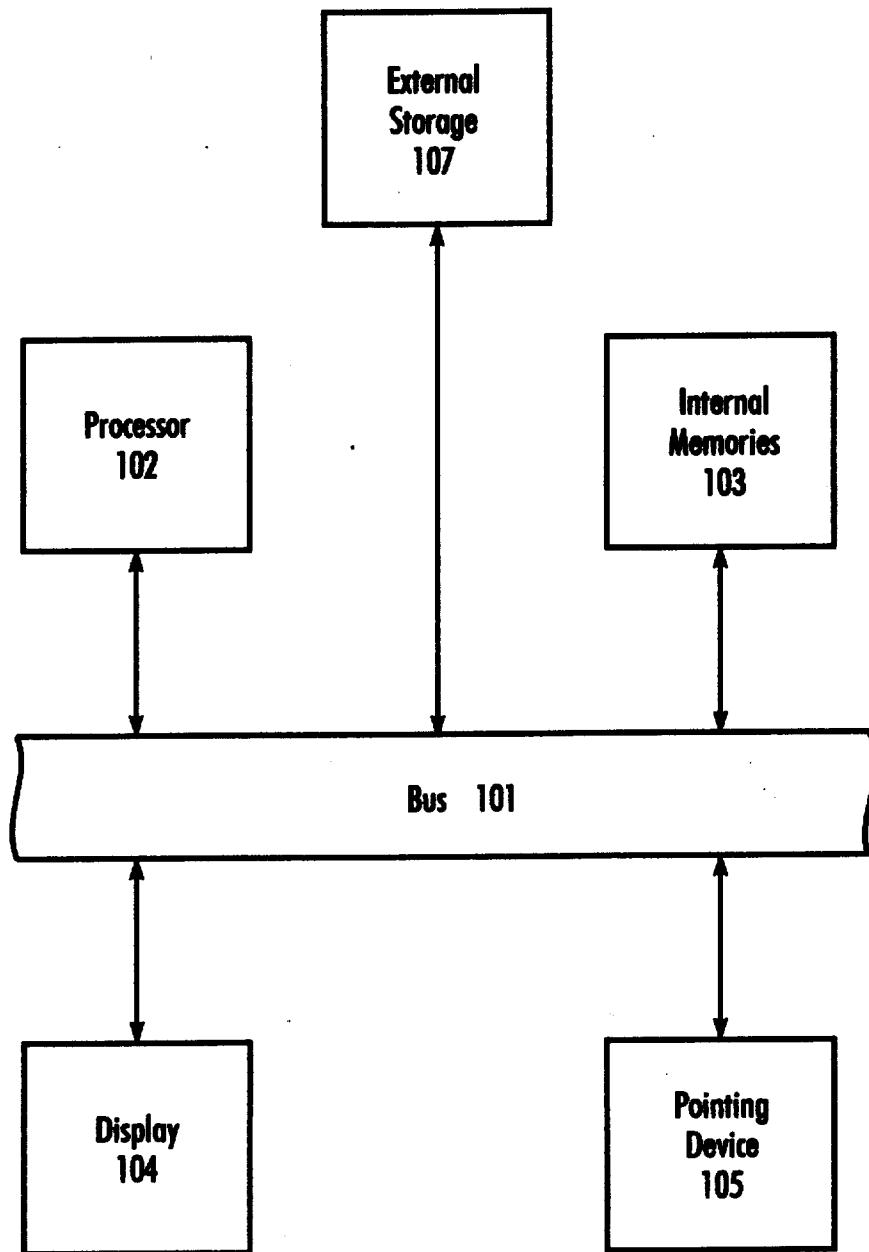 External
Storage
107
Processor
102
Internal
Memories
103
Bus 101
Display
104
Pointing
Device
105